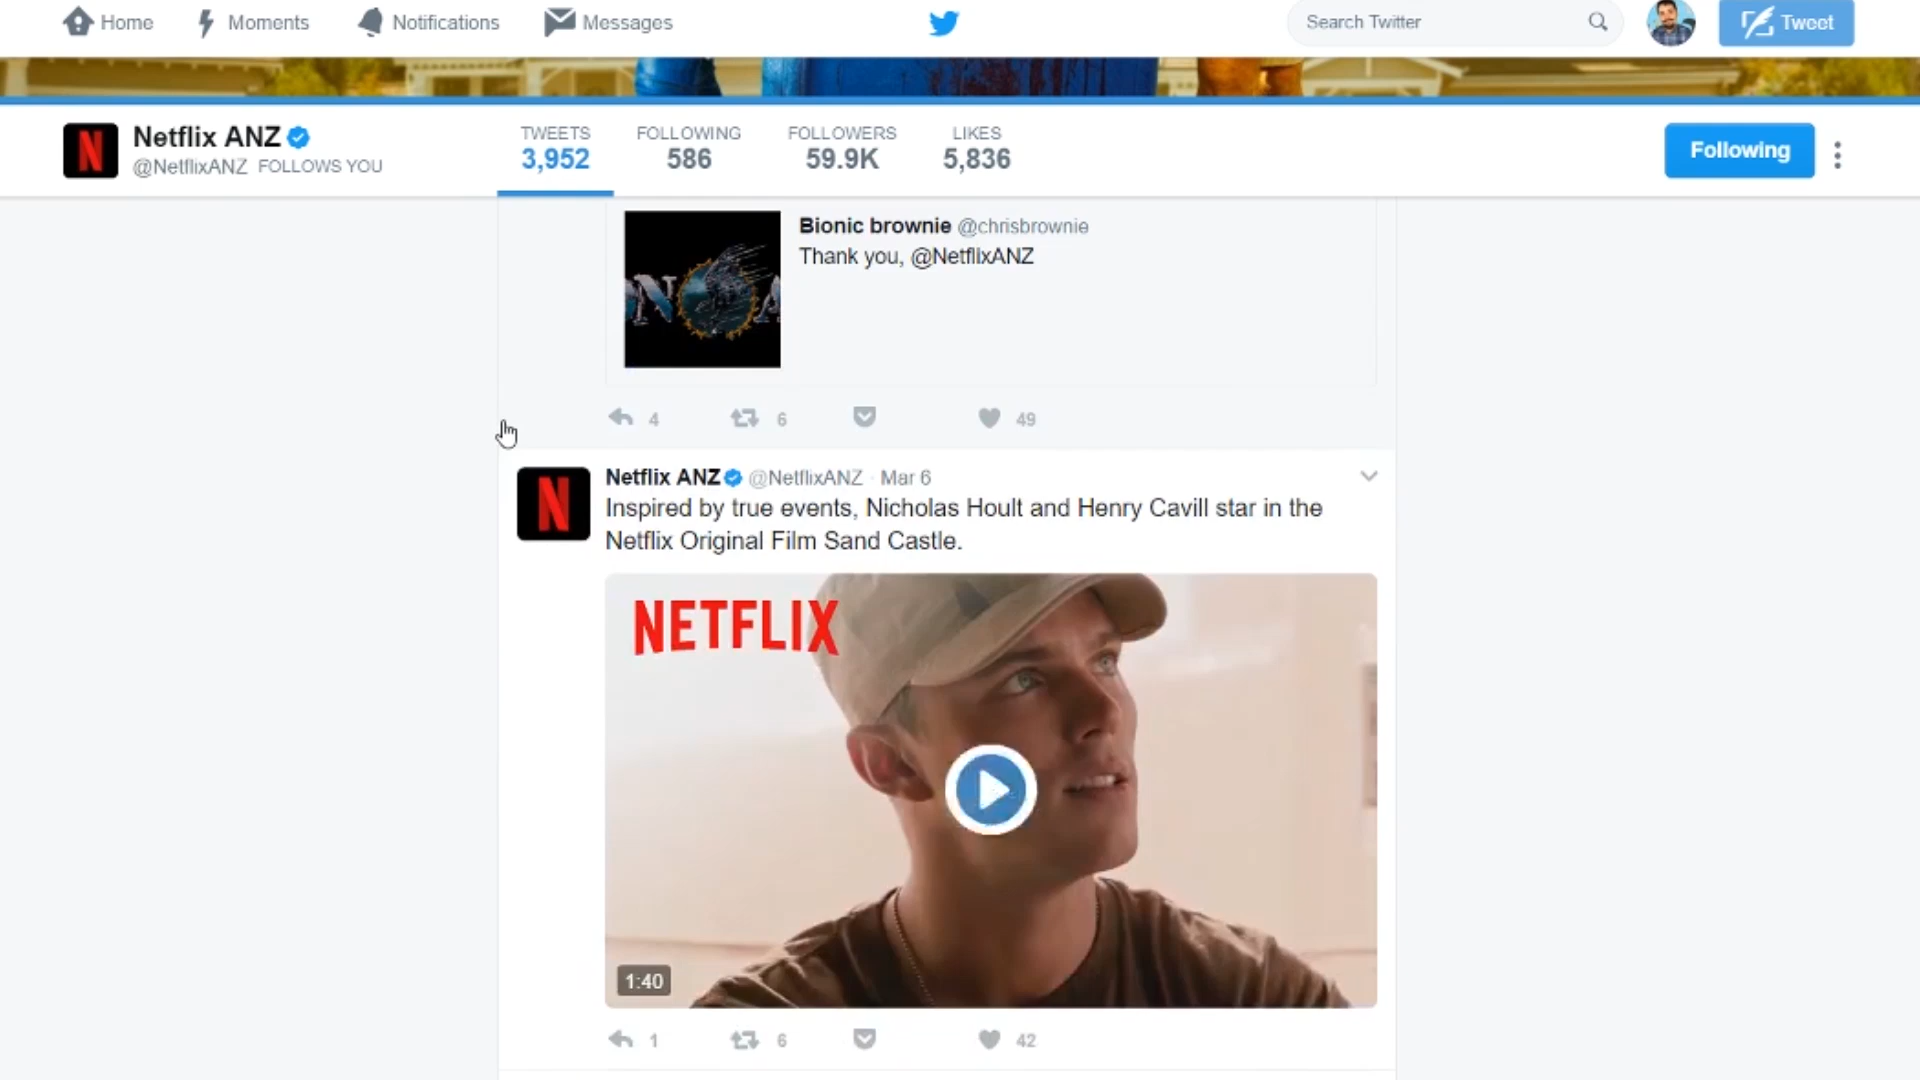 Home Moments Notifications Messages Search Twitter Tweet
Netflix ANZ
@NetflixANZ FOLLOWS YOU
TWEETS FOLLOWING FOLLOWERS LIKES
3,952 586 59.9K 5,836
Following
Bionic brownie @chrisbrownie
Thank you, @NetflixANZ
4 6 49
Netflix ANZ @NetflixANZ · Mar 6
Inspired by true events, Nicholas Hoult and Henry Cavill star in the
Netflix Original Film Sand Castle.
NETFLIX
1:40
1 6 42